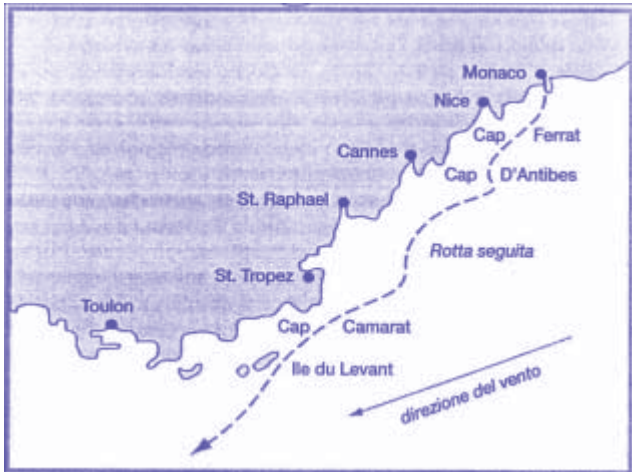 Monaco
Nice
Cap Ferrat
Cannes
Cap D'Antibes
St. Raphael
Rotta seguita
St. Tropez
Toulon
Cap Camarat
Ile du Levant
direzione del vento